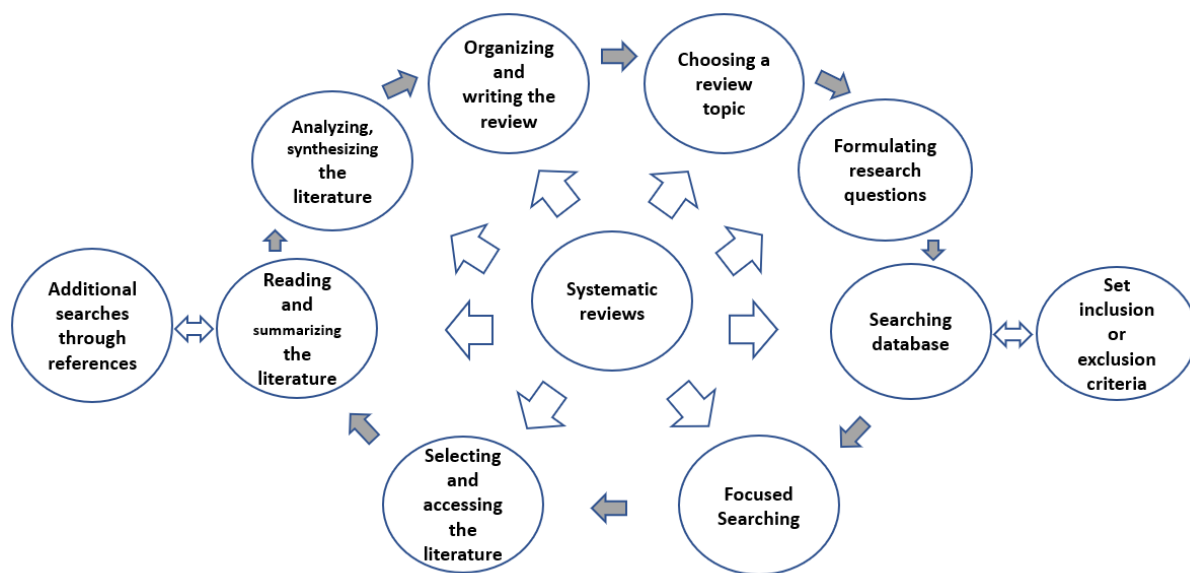 Organizing
and
writing the
review
Choosing a
review
topic
Analyzing,
synthesizing
the
literature
Formulating
research
questions
Additional
searches
through
references
Reading
and
summarizing
the
literature
Systematic
reviews
Searching
database
Set
inclusion
or
exclusion
criteria
Selecting
and
accessing
the
literature
Focused
Searching